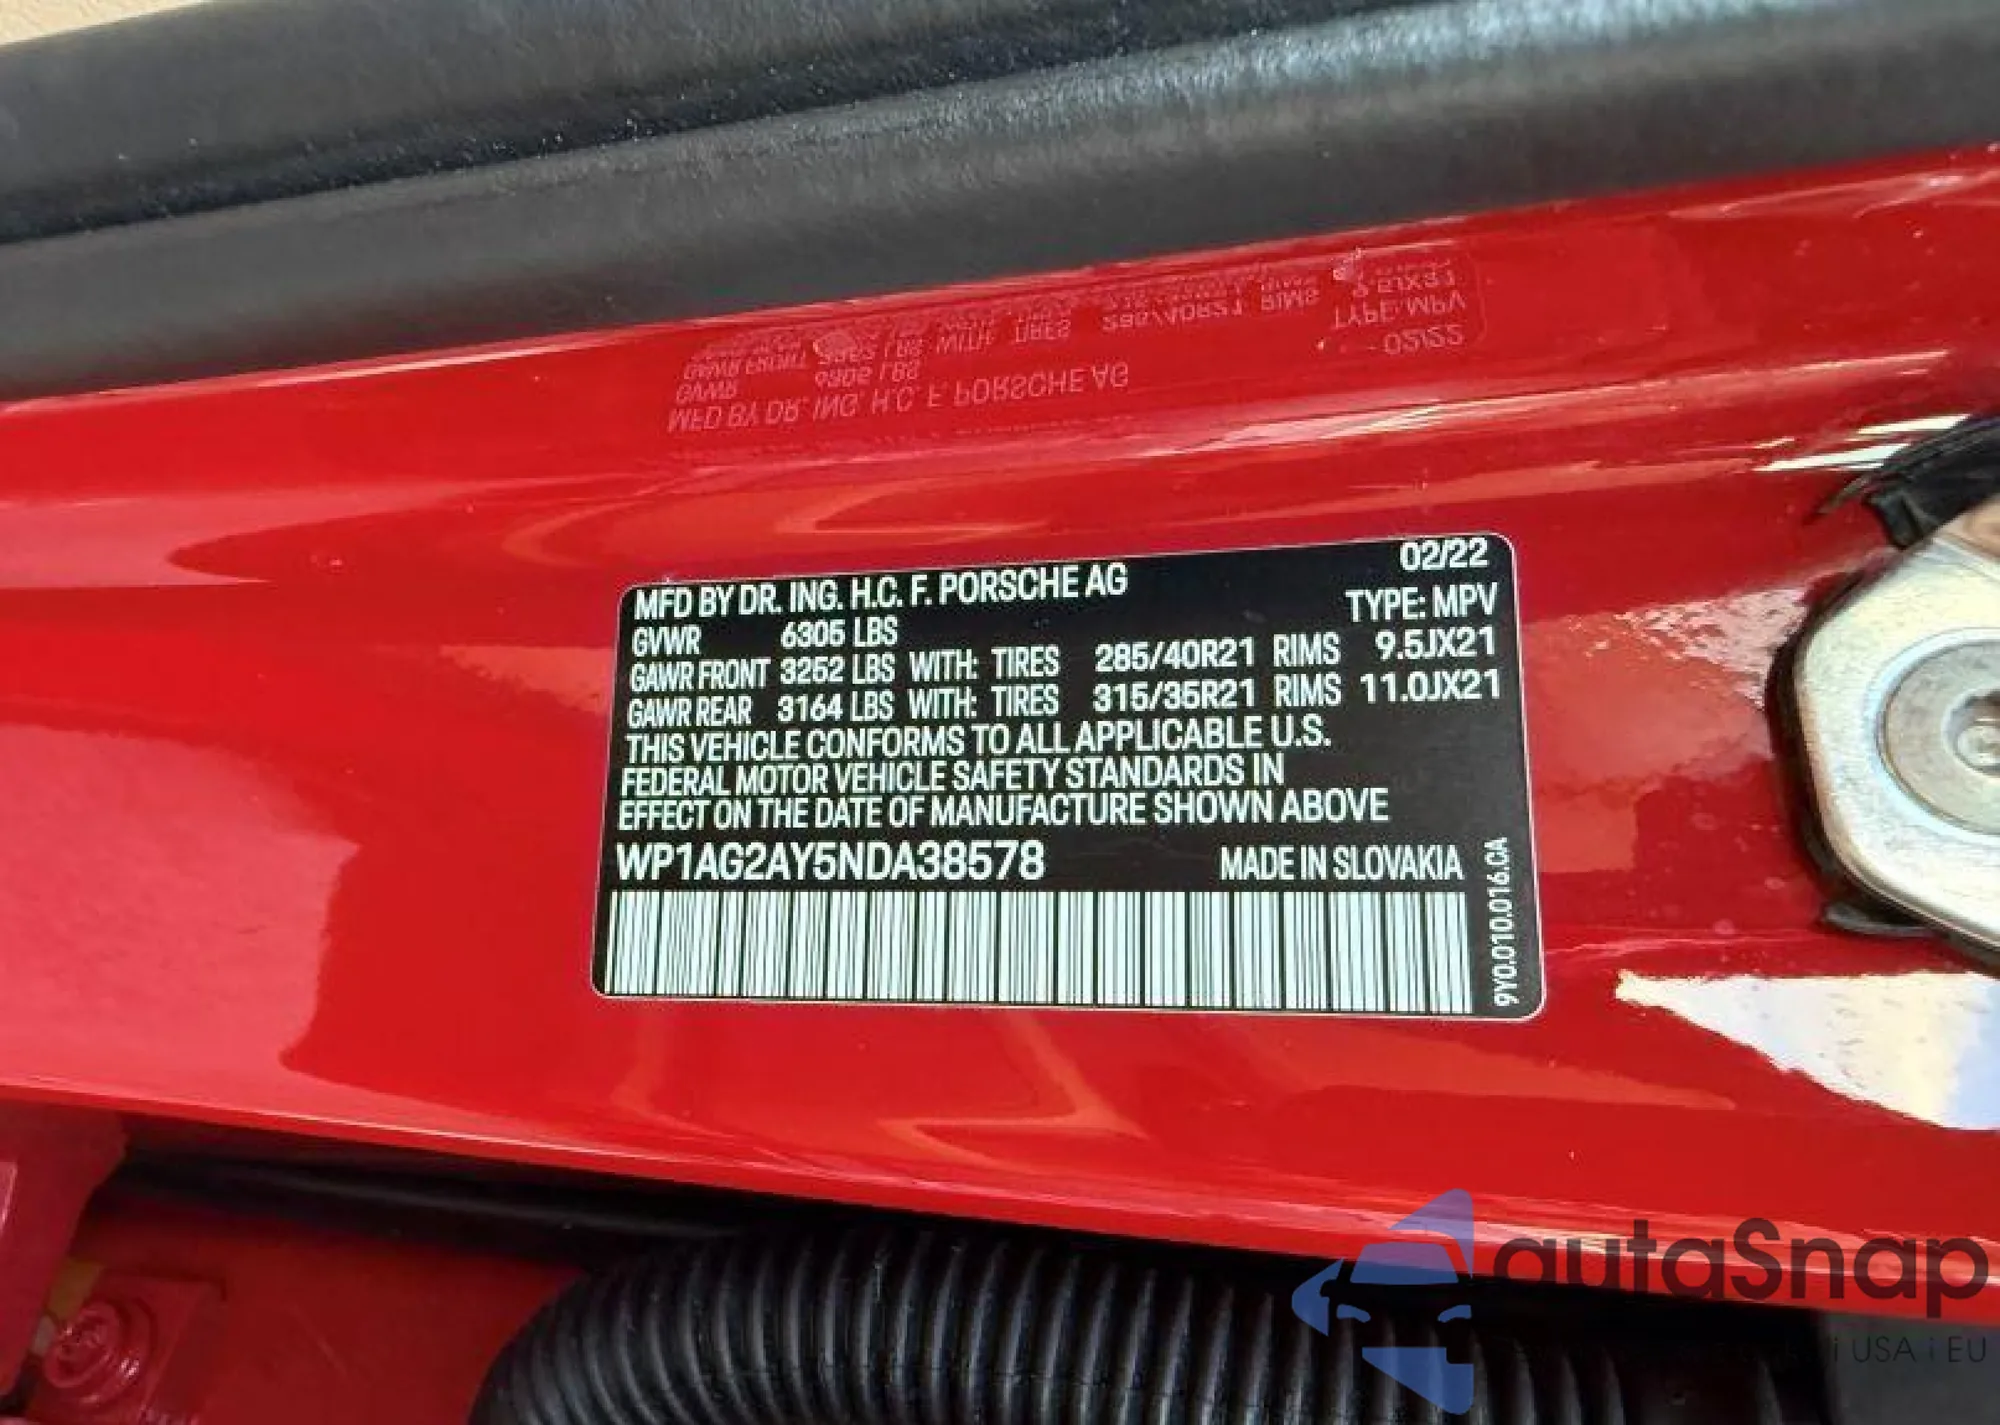 MFD BY DR. ING. H.C. F. PORSCHE AG 02/22
TYPE: MPV
GVWR 6305 LBS
GAWR FRONT 3252 LBS WITH: TIRES 285/40R21 RIMS 9.5JX21
GAWR REAR 3164 LBS WITH: TIRES 315/35R21 RIMS 11.0JX21
THIS VEHICLE CONFORMS TO ALL APPLICABLE U.S.
FEDERAL MOTOR VEHICLE SAFETY STANDARDS IN
EFFECT ON THE DATE OF MANUFACTURE SHOWN ABOVE
WP1AG2AY5NDA38578 MADE IN SLOVAKIA
9Y0.010.016.CA
autaSnap
USA | EU